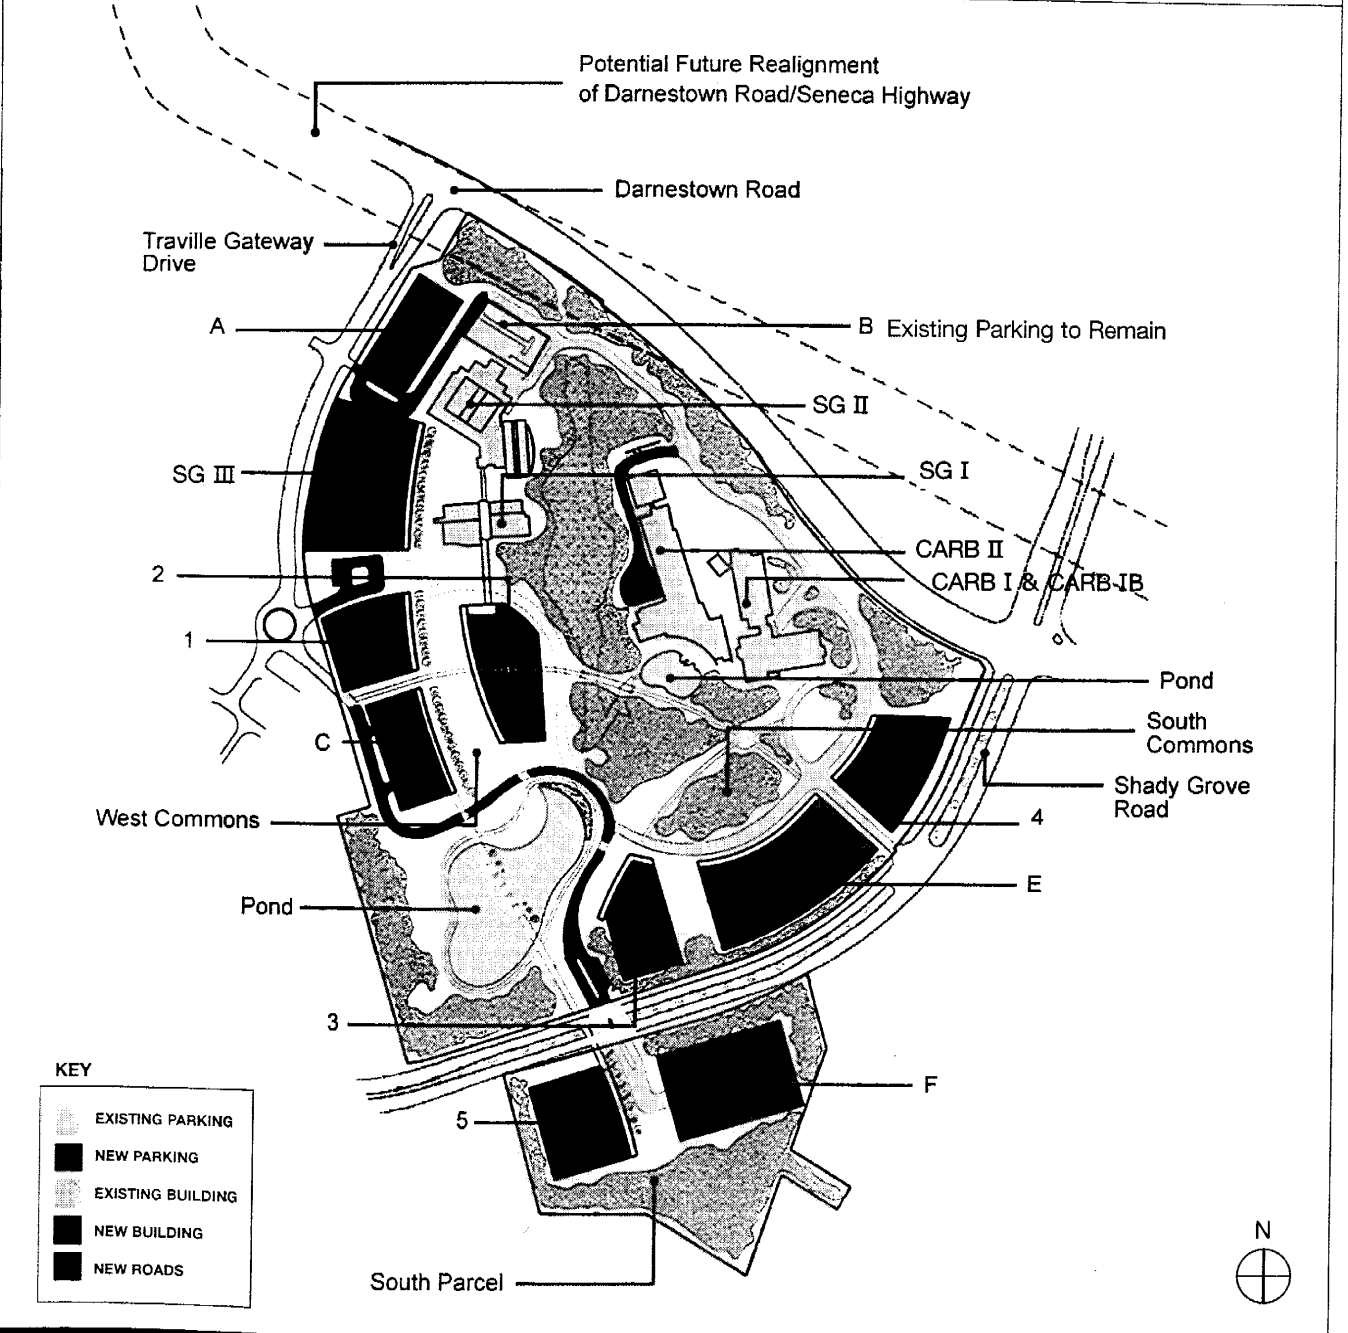 Potential Future Realignment
of Darnestown Road/Seneca Highway
Darnestown Road
Traville Gateway
Drive
A
B Existing Parking to Remain
SG II
SG III
SG I
CARB II
2
CARB I & CARB IB
1
Pond
South
Commons
C
Shady Grove
Road
West Commons
4
E
Pond
3
KEY
F
EXISTING PARKING
5
NEW PARKING
EXISTING BUILDING
NEW BUILDING
N
NEW ROADS
South Parcel